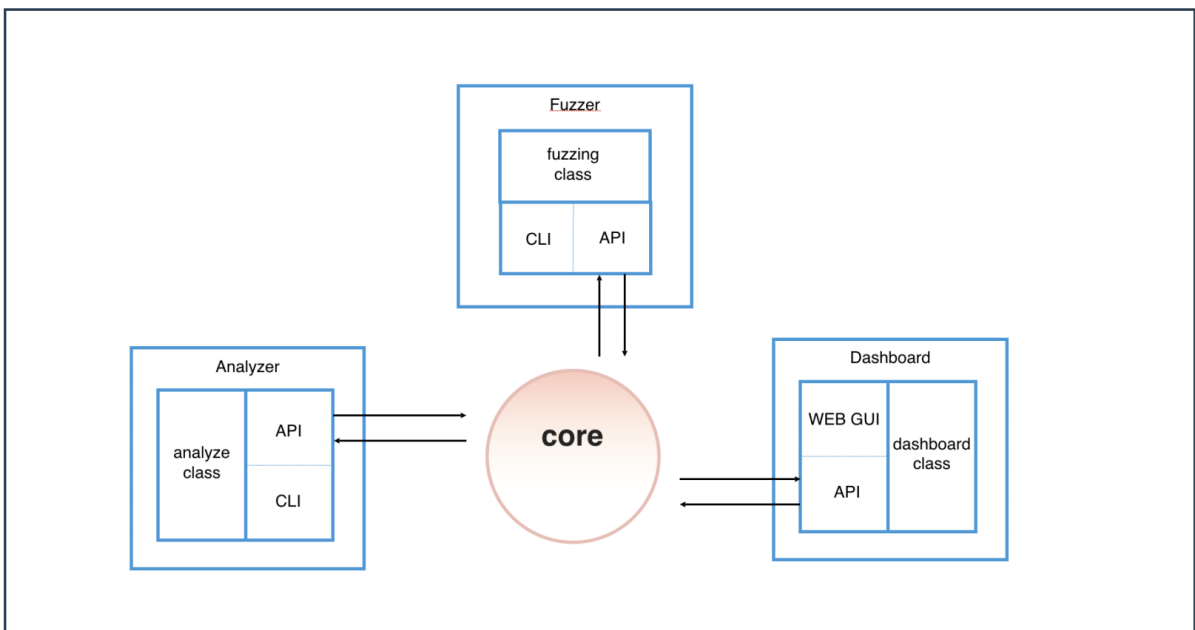 Fuzzer
fuzzing
class
CLI
API
Analyzer
analyze
class
API
CLI
core
Dashboard
WEB GUI
API
dashboard
class